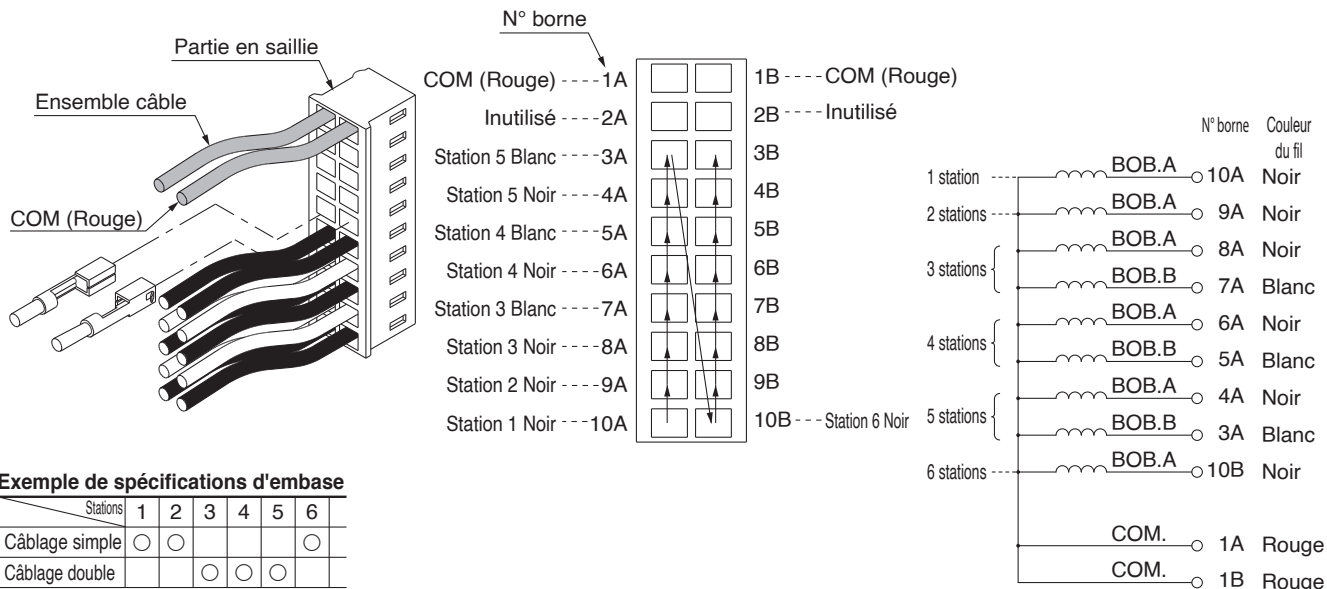 N° borne
Partie en saillie
Ensemble câble
COM (Rouge)
COM (Rouge) 1A
Inutilisé 2A
Station 5 Blanc 3A
Station 5 Noir 4A
Station 4 Blanc 5A
Station 4 Noir 6A
Station 3 Blanc 7A
Station 3 Noir 8A
Station 2 Noir 9A
Station 1 Noir 10A
1B COM (Rouge)
2B Inutilisé
3B
4B
5B
6B
7B
8B
9B
10B Station 6 Noir
N° borne Couleur du fil
1 station BOB.A 10A Noir
2 stations BOB.A 9A Noir
3 stations BOB.A 8A Noir
BOB.B 7A Blanc
4 stations BOB.A 6A Noir
BOB.B 5A Blanc
5 stations BOB.A 4A Noir
BOB.B 3A Blanc
6 stations BOB.A 10B Noir
COM. 1A Rouge
COM. 1B Rouge
Exemple de spécifications d'embase
Stations 1 2 3 4 5 6
Câblage simple ○ ○ ○
Câblage double ○ ○ ○